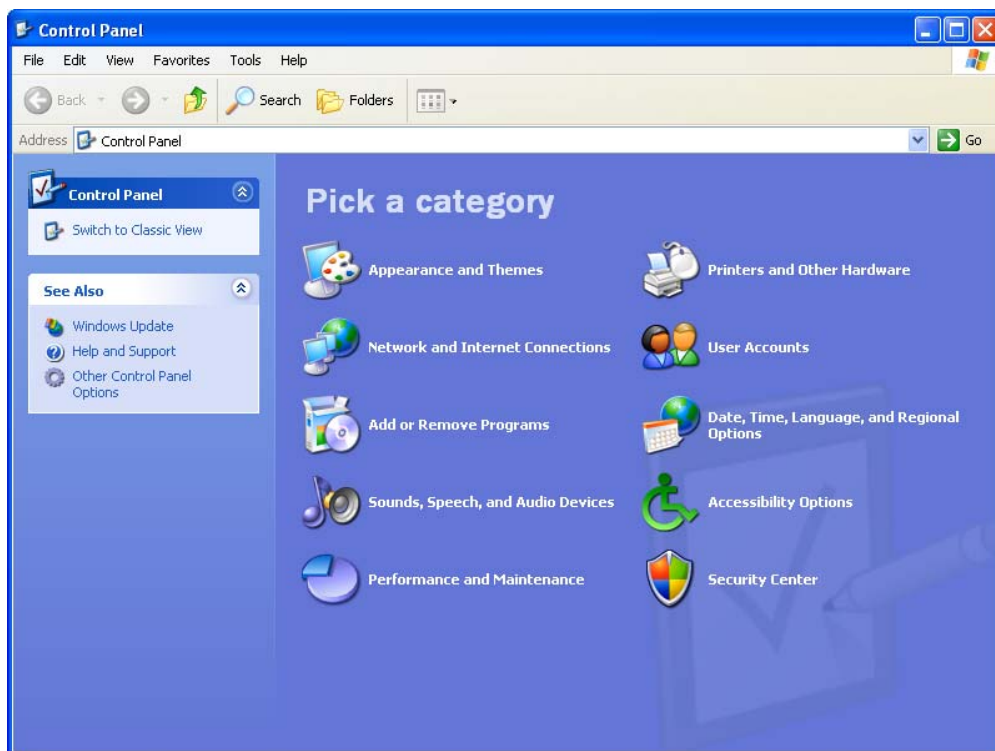 Control Panel
File Edit View Favorites Tools Help
Back Search Folders
Address Control Panel Go
Control Panel
Switch to Classic View
See Also
Windows Update
Help and Support
Other Control Panel
Options
Pick a category
Appearance and Themes
Printers and Other Hardware
Network and Internet Connections
User Accounts
Add or Remove Programs
Date, Time, Language, and Regional
Options
Sounds, Speech, and Audio Devices
Accessibility Options
Performance and Maintenance
Security Center